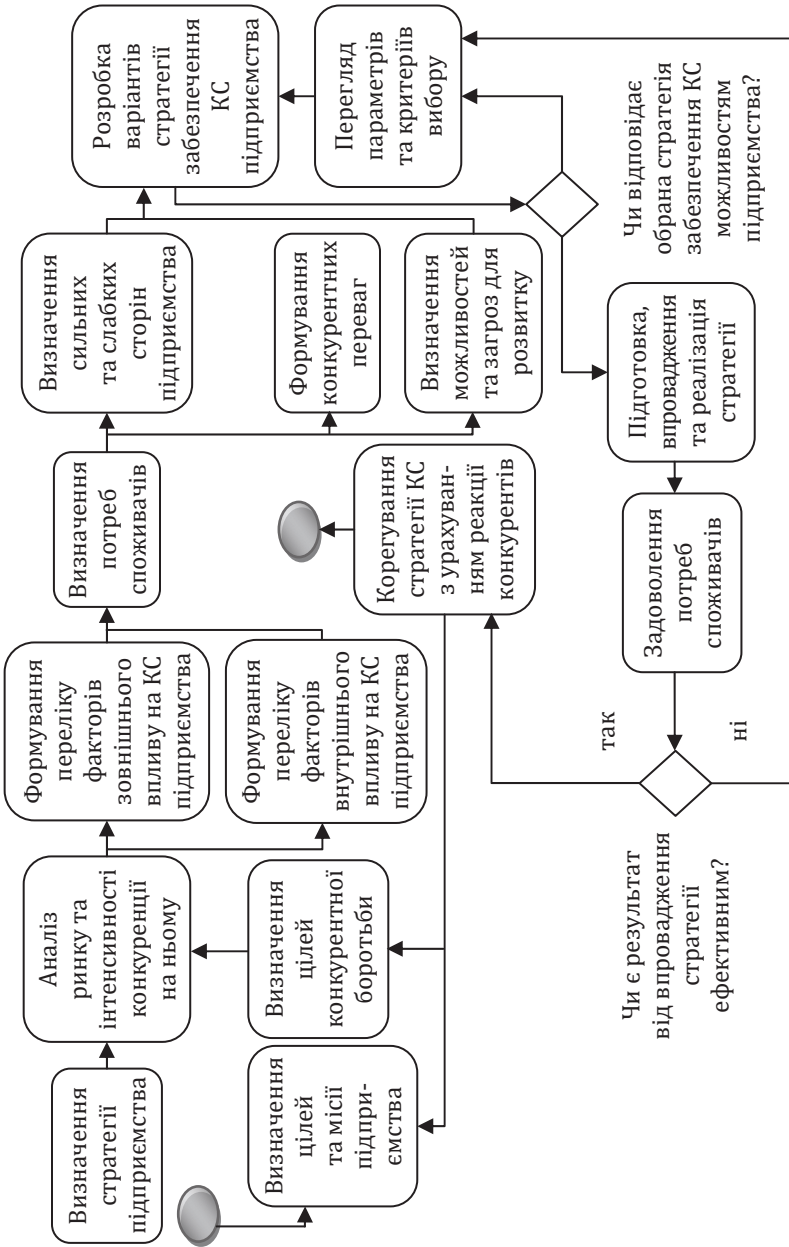 Визначення
стратегії
підприємства
Аналіз
ринку та
інтенсивності
конкуренції
на ньому
Формування
переліку
факторів
зовнішнього
впливу на КС
підприємства
Визначення
потреб
споживачів
Визначення
сильних
та слабких
сторін
підприємства
Розробка
варіантів
стратегії
забезпечення
КС
підприємства
Визначення
цілей
та місії
підпри-
ємства
Визначення
цілей
конкурентної
боротьби
Формування
переліку
факторів
внутрішнього
впливу на КС
підприємства
Формування
конкурентних
переваг
Визначення
можливостей
та загроз для
розвитку
Перегляд
параметрів
та критеріїв
вибору
Корегування
стратегії КС
з урахуван-
ням реакції
конкурентів
Чи є результат
від впровадження
стратегії
ефективним?
так
ні
Задоволення
потреб
споживачів
Підготовка,
впровадження
та реалізація
стратегії
Чи відповідає
обрана стратегія
забезпечення КС
можливостям
підприємства?